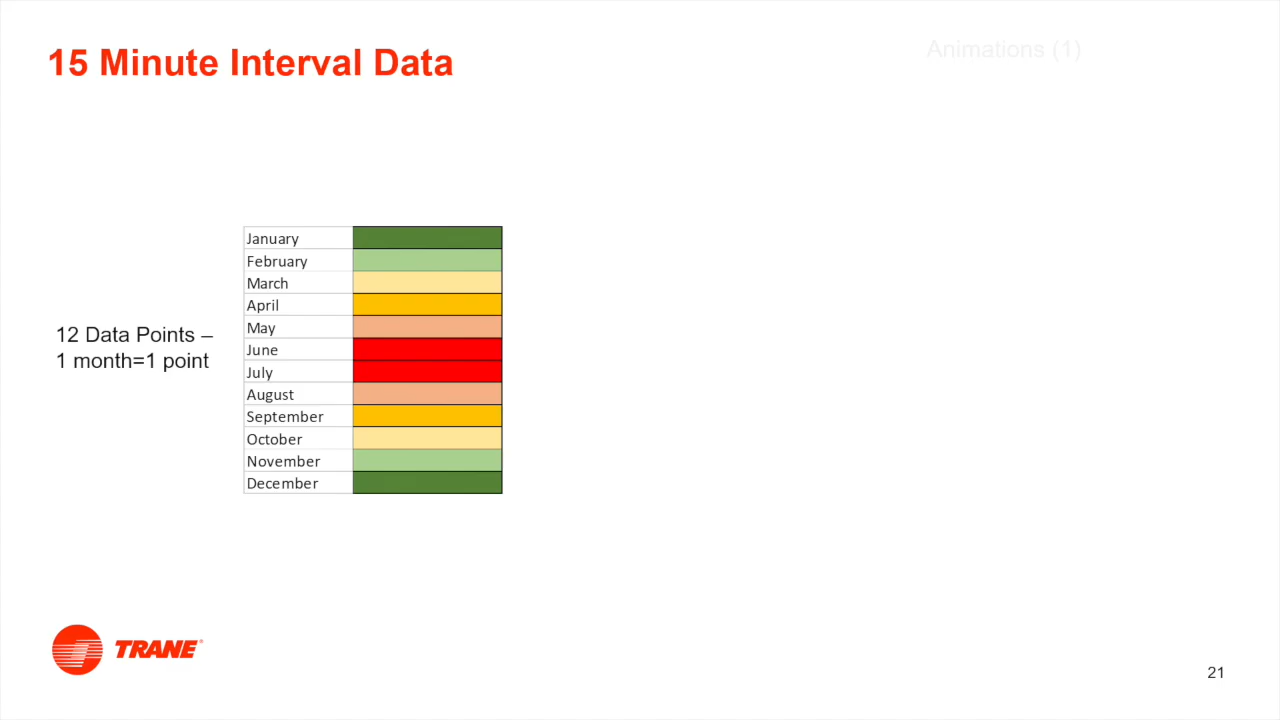 15 Minute Interval Data
Animations (1)
12 Data Points –
1 month=1 point
January
February
March
April
May
June
July
August
September
October
November
December
TRANE®
21